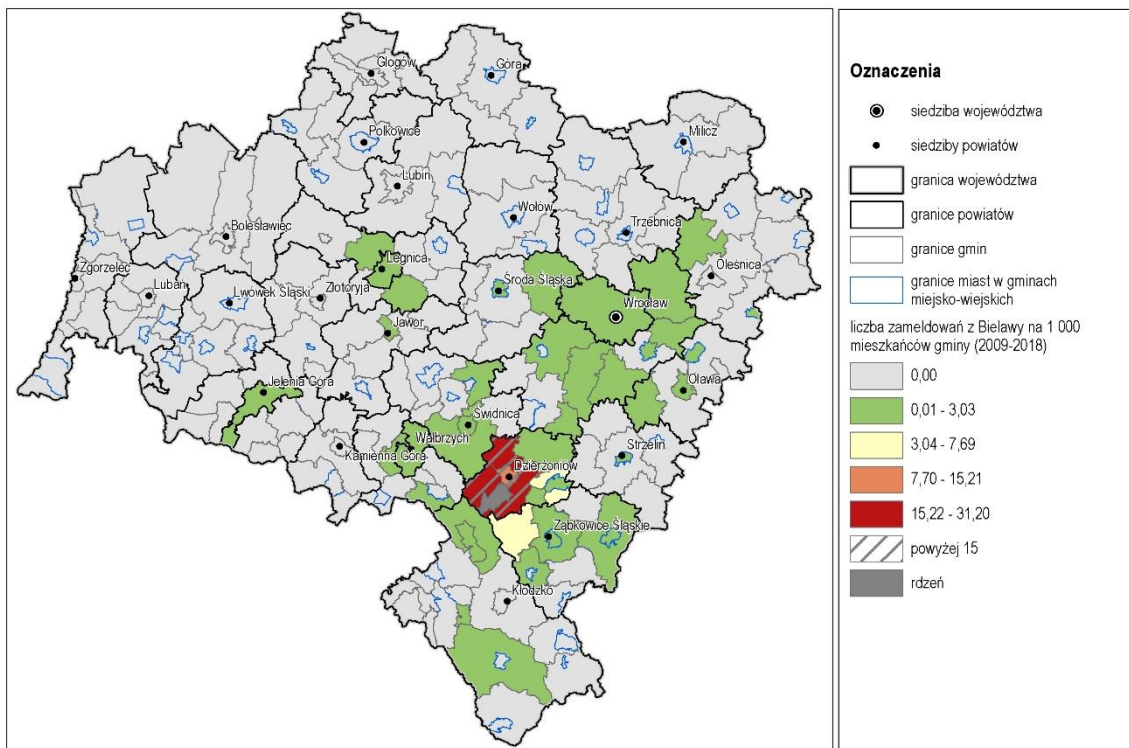 Głogów
Góra
Polkowice
Milicz
Lubin
Wołów
Trzebnica
Bolesławiec
Legnica
Oleśnica
Zgorzelec
Lubań
Lwówek Śląski
Złotoryja
Środa Śląska
Wrocław
Jawor
Jelenia Góra
Oława
Świdnica
Wałbrzych
Kamienna Góra
Strzelin
Dzierżoniów
Ząbkowice Śląskie
Kłodzko
Oznaczenia
siedziba województwa
siedziby powiatów
granica województwa
granice powiatów
granice gmin
granice miast w gminach
miejsko-wiejskich
liczba zameldowań z Bielawy na 1 000
mieszkańców gminy (2009-2018)
0,00
0,01 - 3,03
3,04 - 7,69
7,70 - 15,21
15,22 - 31,20
powyżej 15
rdzeń